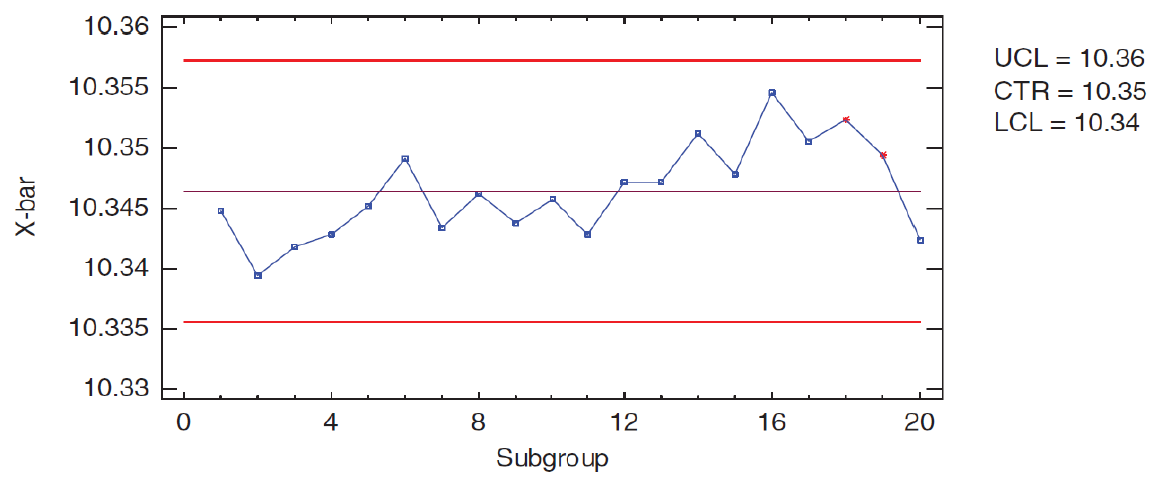 10.36
10.355
10.35
10.345
10.34
10.335
10.33
X-bar
0 4 8 12 16 20
Subgroup
UCL = 10.36
CTR = 10.35
LCL = 10.34